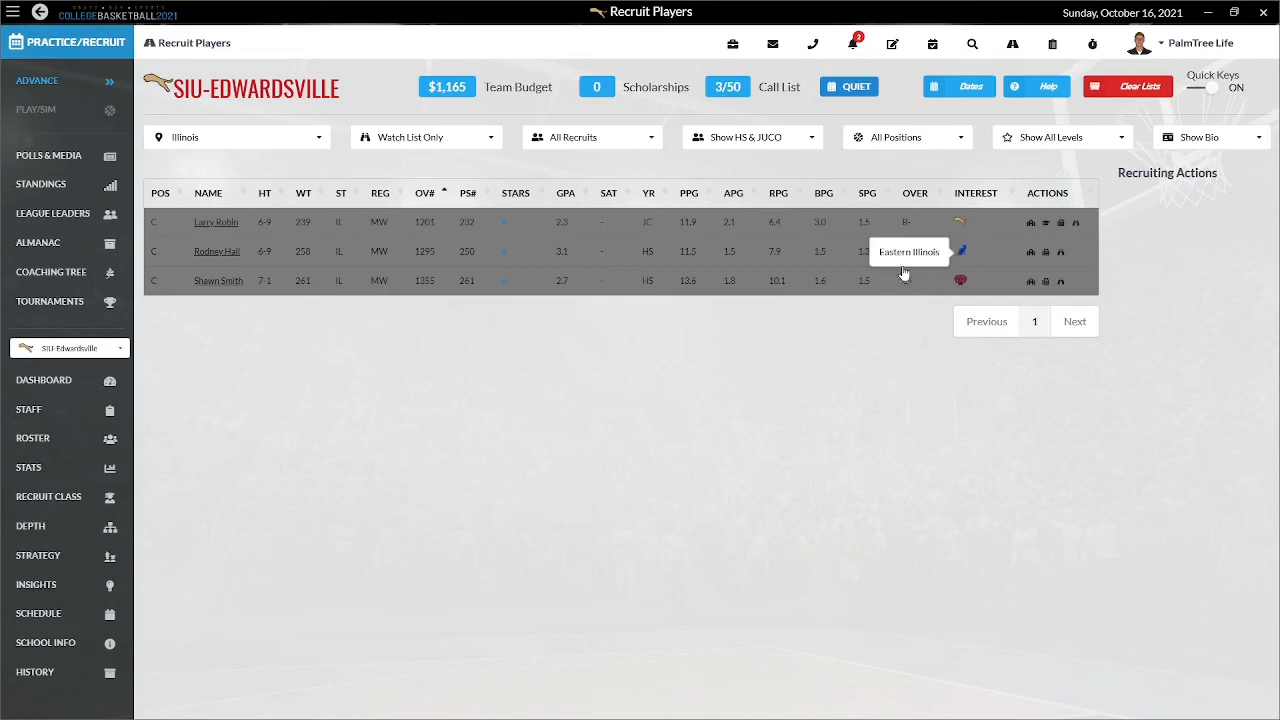 DRAFT DAY SPORTS
COLLEGEBASKETBALL2021
Recruit Players
Sunday, October 16, 2021
PRACTICE/RECRUIT
Recruit Players
2
PalmTree Life
ADVANCE
PLAY/SIM
POLLS & MEDIA
STANDINGS
LEAGUE LEADERS
ALMANAC
COACHING TREE
TOURNAMENTS
SIU-Edwardsville
DASHBOARD
STAFF
ROSTER
STATS
RECRUIT CLASS
DEPTH
STRATEGY
INSIGHTS
SCHEDULE
SCHOOL INFO
HISTORY
SIU-EDWARDSVILLE
$1,165 Team Budget 0 Scholarships 3/50 Call List QUIET Dates Help Clear Lists
Quick Keys
ON
Illinois Watch List Only All Recruits Show HS & JUCO All Positions Show All Levels Show Bio
Recruiting Actions
POS NAME HT WT ST REG OV# PS# STARS GPA SAT YR PPG APG RPG BPG SPG OVER INTEREST ACTIONS
C Larry Robin 6-9 239 IL MW 1201 232 2.3 - JC 11.9 2.1 6.4 3.0 1.5 B-
C Rodney Hall 6-9 258 IL MW 1295 250 3.1 - HS 11.5 1.5 7.9 1.5 Eastern Illinois
C Shawn Smith 7-1 261 IL MW 1355 261 2.7 - HS 13.6 1.8 10.1 1.6 1.5
Previous 1 Next